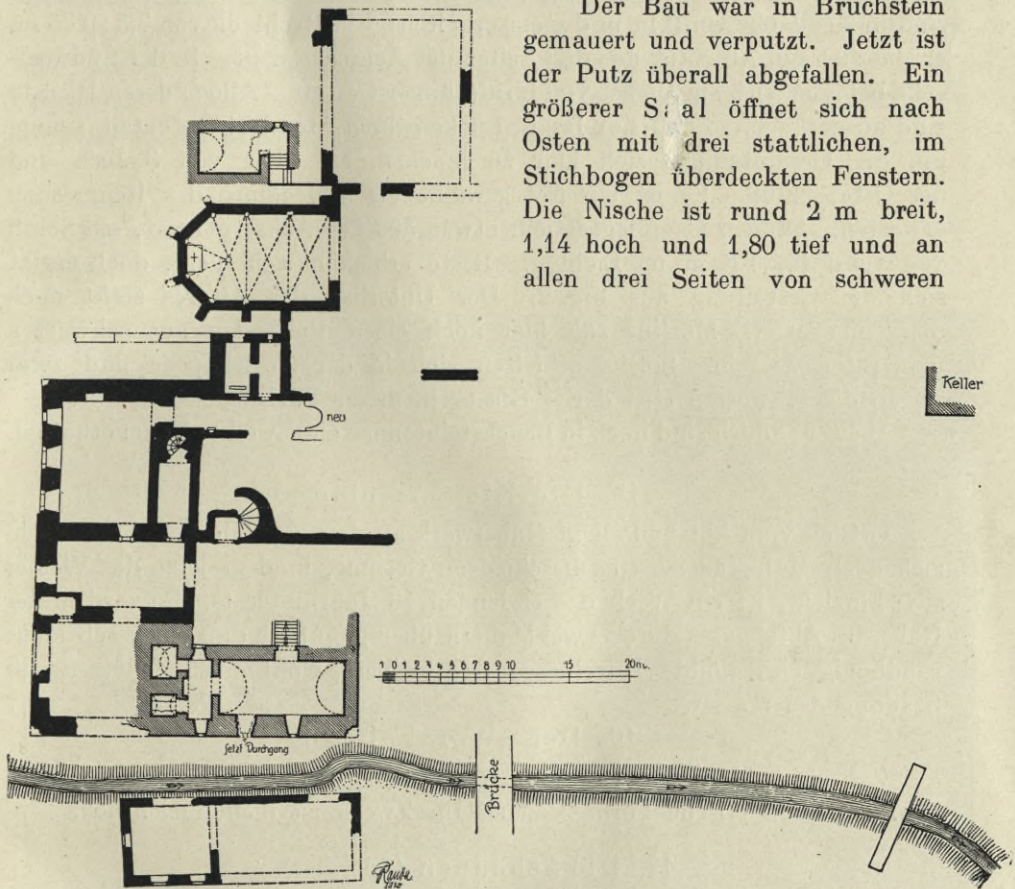 Der Bau war in Bruchstein
gemauert und verputzt. Jetzt ist
der Putz überall abgefallen. Ein
größerer S al öffnet sich nach
Osten mit drei stattlichen, im
Stichbogen überdeckten Fenstern.
Die Nische ist rund 2 m breit,
1,14 hoch und 1,80 tief und an
allen drei Seiten von schweren
Keller
neu
1 0 1 2 3 4 5 6 7 8 9 10 15 20m.
Jetzt Durchgang
Brücke